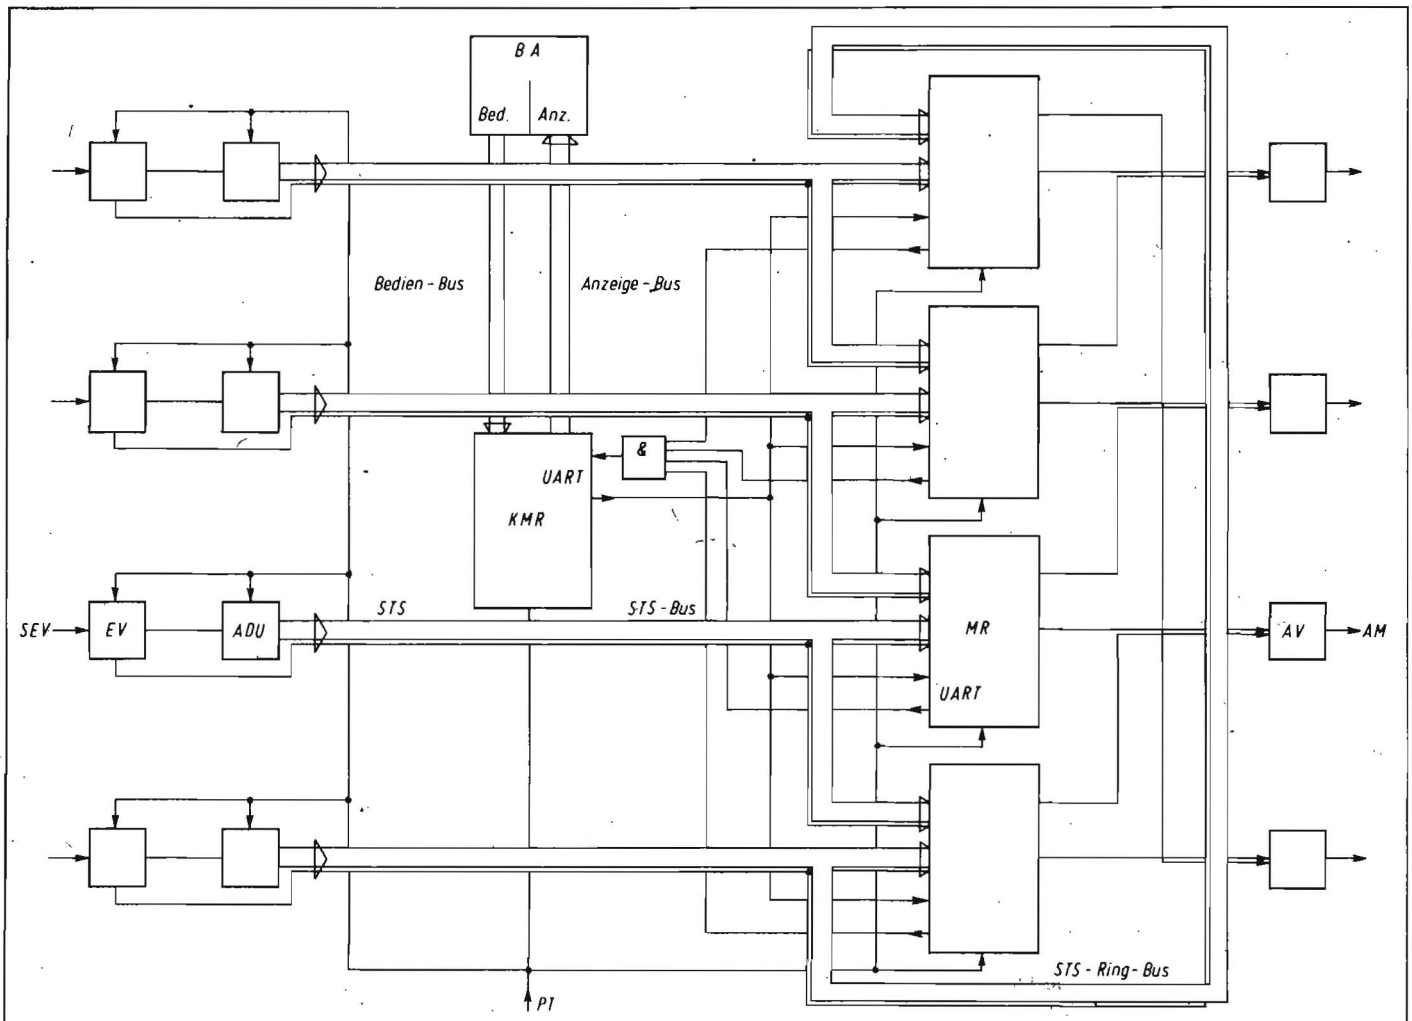 BA
Bed. Anz.
Bedien-Bus
Anzeige-Bus
&
UART
KMR
STS
STS-Bus
SEV
EV
ADU
MR
UART
AV
AM
STS-Ring-Bus
PT